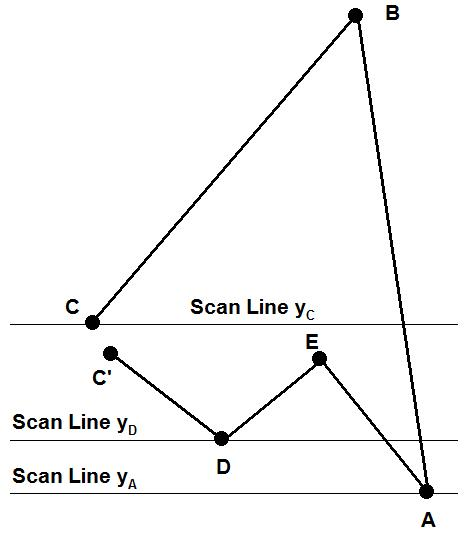 B
C
Scan Line yC
E
C'
Scan Line yD
D
Scan Line yA
A